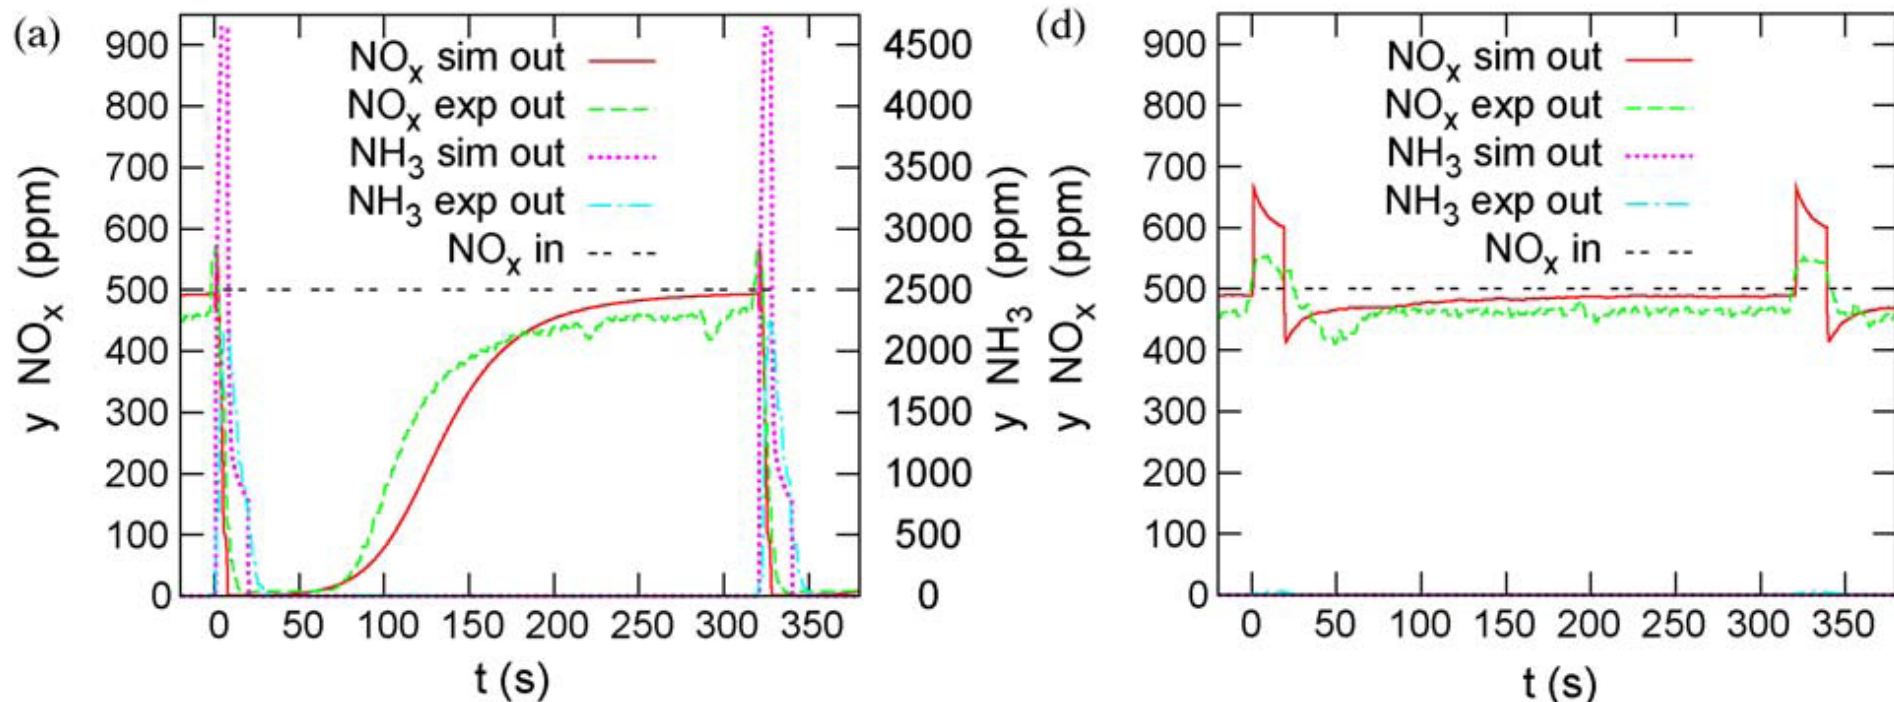 (a)
NOx sim out
NOx exp out
NH3 sim out
NH3 exp out
NOx in
y NOx (ppm)
900
800
700
600
500
400
300
200
100
0
0 50 100 150 200 250 300 350
t (s)
4500
4000
3500
3000
2500
2000
1500
1000
500
0
y NH3 (ppm)
(d)
NOx sim out
NOx exp out
NH3 sim out
NH3 exp out
NOx in
y NOx (ppm)
900
800
700
600
500
400
300
200
100
0
0 50 100 150 200 250 300 350
t (s)